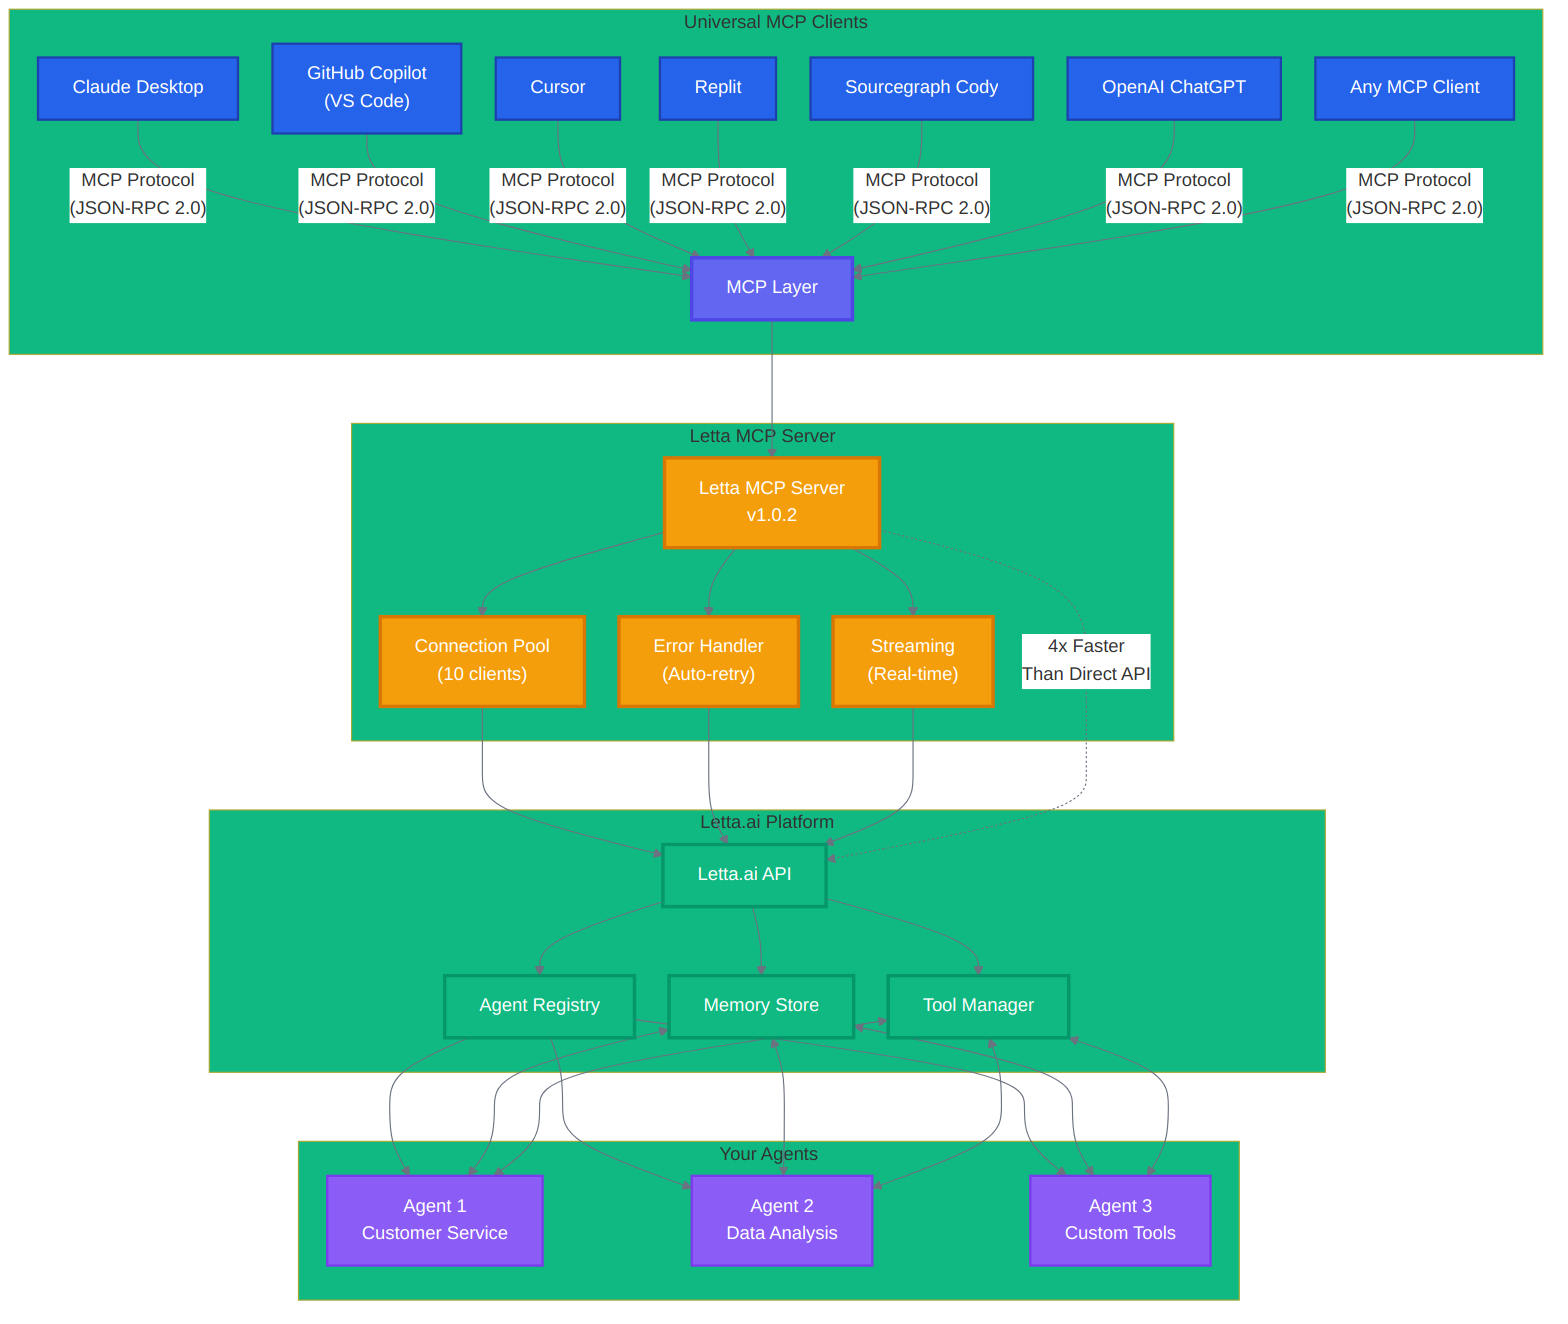 Universal MCP Clients
Claude Desktop
GitHub Copilot
(VS Code)
Cursor
Replit
Sourcegraph Cody
OpenAI ChatGPT
Any MCP Client
MCP Protocol
(JSON-RPC 2.0)
MCP Protocol
(JSON-RPC 2.0)
MCP Protocol
(JSON-RPC 2.0)
MCP Protocol
(JSON-RPC 2.0)
MCP Protocol
(JSON-RPC 2.0)
MCP Protocol
(JSON-RPC 2.0)
MCP Protocol
(JSON-RPC 2.0)
MCP Layer
Letta MCP Server
Letta MCP Server
v1.0.2
Connection Pool
(10 clients)
Error Handler
(Auto-retry)
Streaming
(Real-time)
4x Faster
Than Direct API
Letta.ai Platform
Letta.ai API
Agent Registry
Memory Store
Tool Manager
Your Agents
Agent 1
Customer Service
Agent 2
Data Analysis
Agent 3
Custom Tools